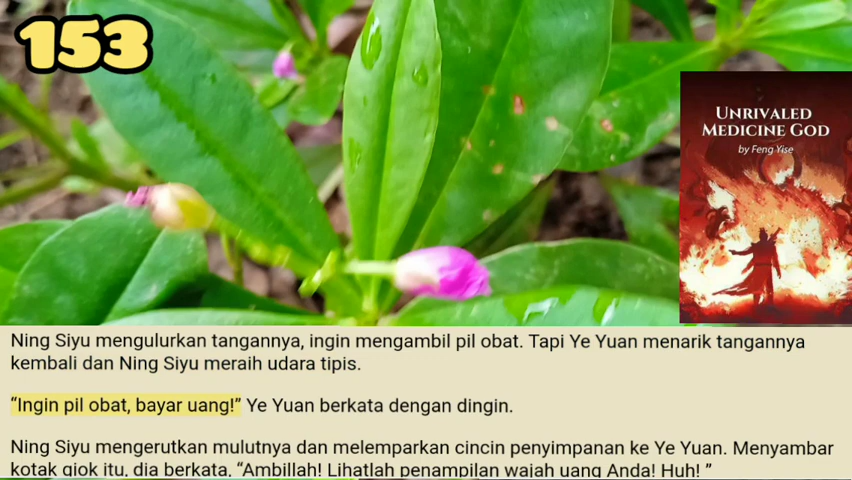 153
UNRIVALED
MEDICINE GOD
by Feng Yise
Ning Siyu mengulurkan tangannya, ingin mengambil pil obat. Tapi Ye Yuan menarik tangannya
kembali dan Ning Siyu meraih udara tipis.
“Ingin pil obat, bayar uang!” Ye Yuan berkata dengan dingin.
Ning Siyu mengerutkan mulutnya dan melemparkan cincin penyimpanan ke Ye Yuan. Menyambar
kotak giok itu, dia berkata, “Ambillah! Lihatlah penampilan wajah uang Anda! Huh! ”